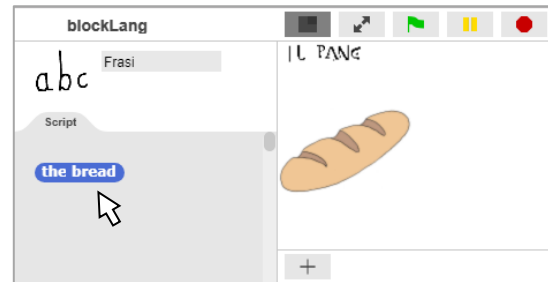 blockLang
abc
Frasi
Script
the bread
IL PANE